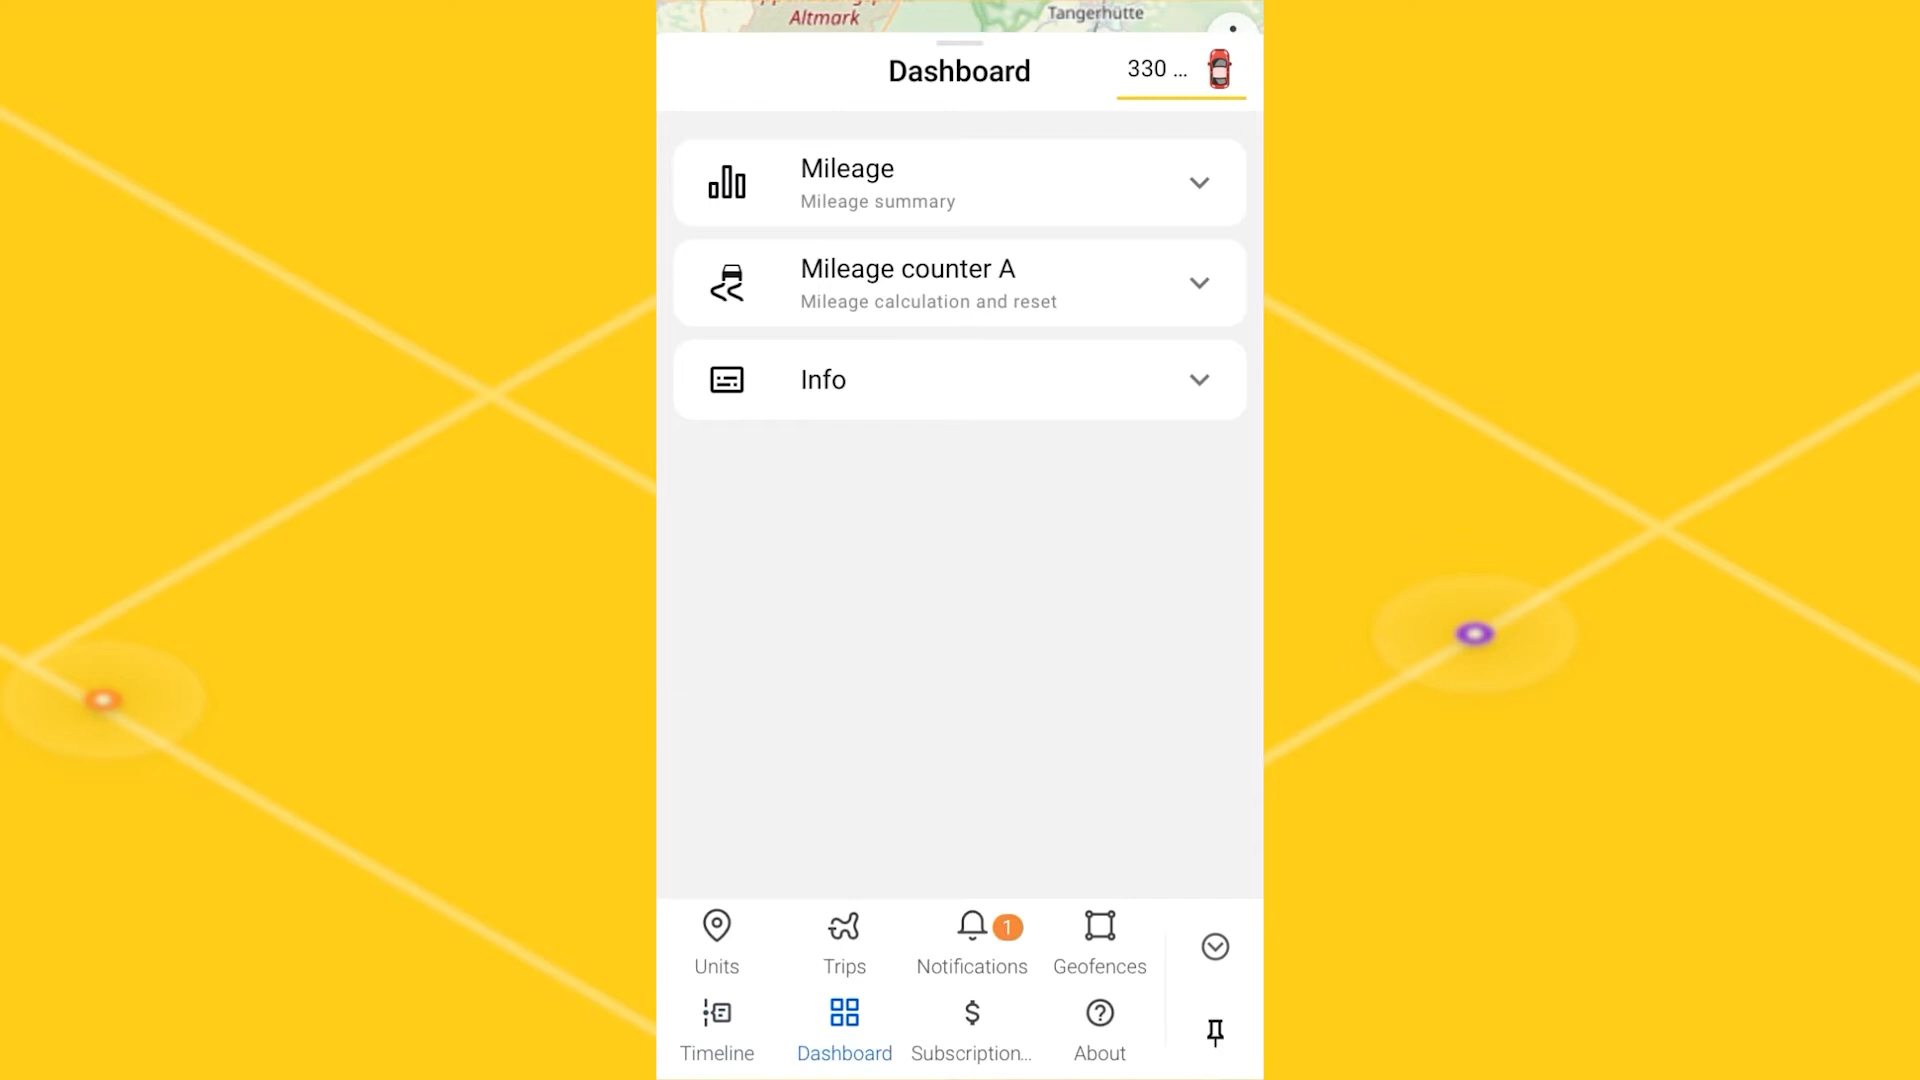 Altmark
Tangerhütte
Dashboard
330 ...
Mileage
Mileage summary
Mileage counter A
Mileage calculation and reset
Info
1
Units
Trips
Notifications
Geofences
Timeline
Dashboard
Subscription...
About